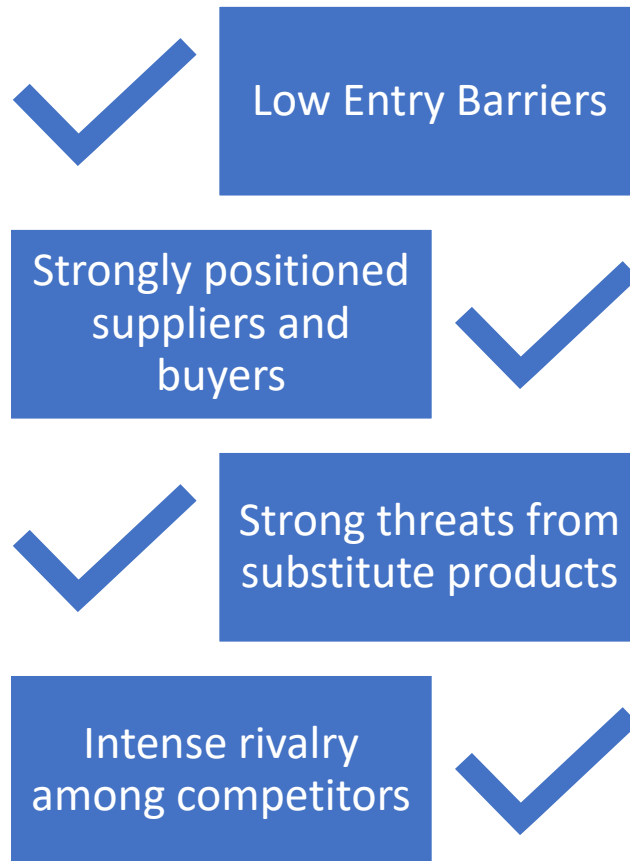 Low Entry Barriers
Strongly positioned
suppliers and
buyers
Strong threats from
substitute products
Intense rivalry
among competitors